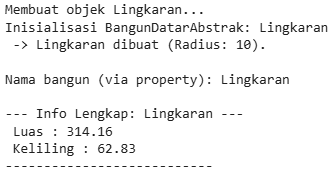 Membuat objek Lingkaran...
Inisialisasi BangunDatarAbstrak: Lingkaran
 -> Lingkaran dibuat (Radius: 10).

Nama bangun (via property): Lingkaran

--- Info Lengkap: Lingkaran ---
 Luas : 314.16
 Keliling : 62.83
---------------------------